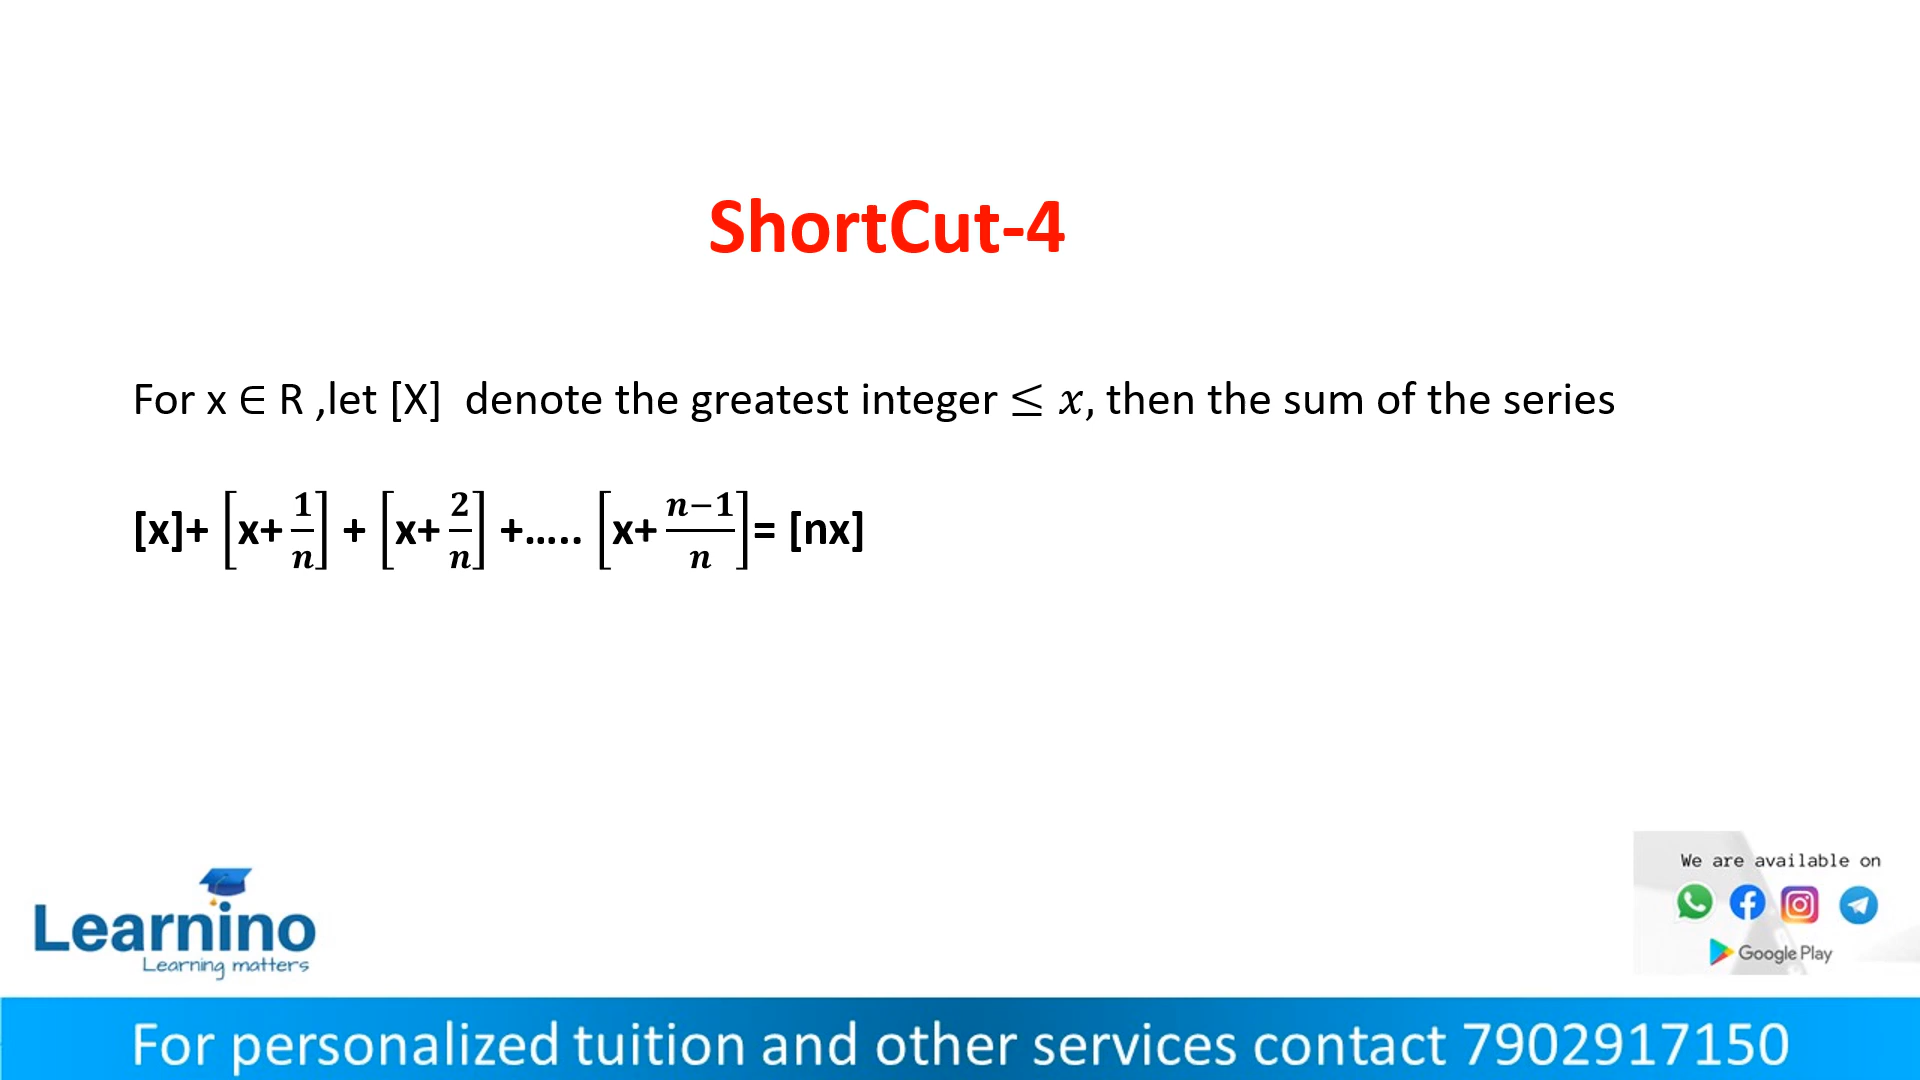 ShortCut-4
For x ∈ R ,let [X] denote the greatest integer ≤ x, then the sum of the series
[x]+ [x+ 1/n] + [x+ 2/n] +..... [x+ n−1/n]= [nx]
We are available on
Google Play
Learnino
Learning matters
For personalized tuition and other services contact 7902917150